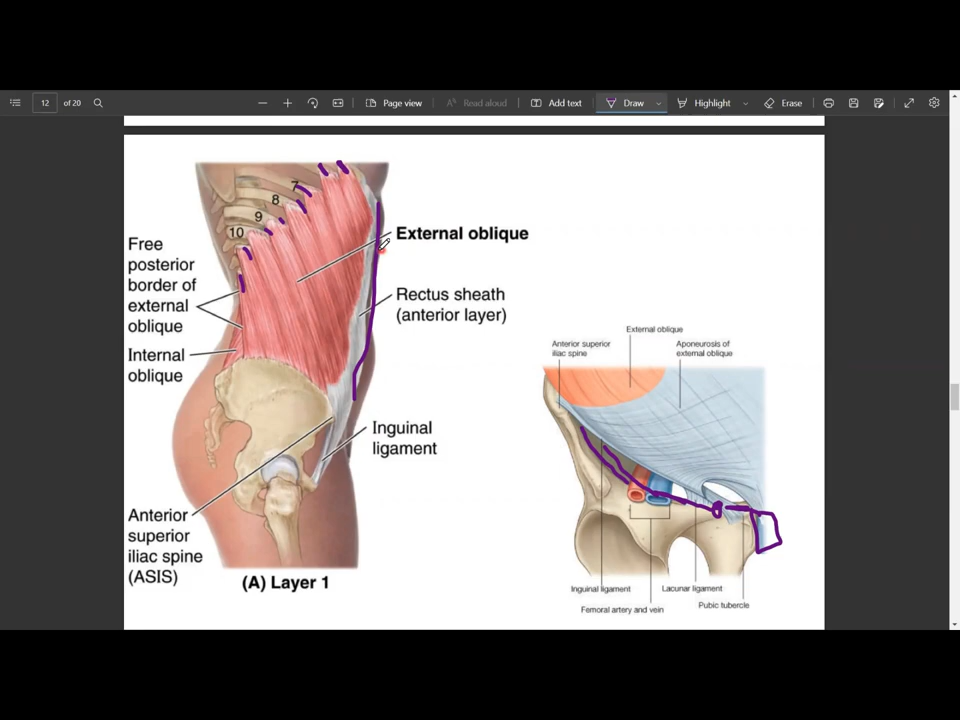 12 of 20
Page view
Read aloud
Add text
Draw
Highlight
Erase
7
8
9
10
Free
posterior
border of
external
oblique
Internal
oblique
Anterior
superior
iliac spine
(ASIS)
External oblique
Rectus sheath
(anterior layer)
Inguinal
ligament
(A) Layer 1
External oblique
Anterior superior
iliac spine
Aponeurosis of
external oblique
Inguinal ligament
Lacunar ligament
Femoral artery and vein
Pubic tubercle